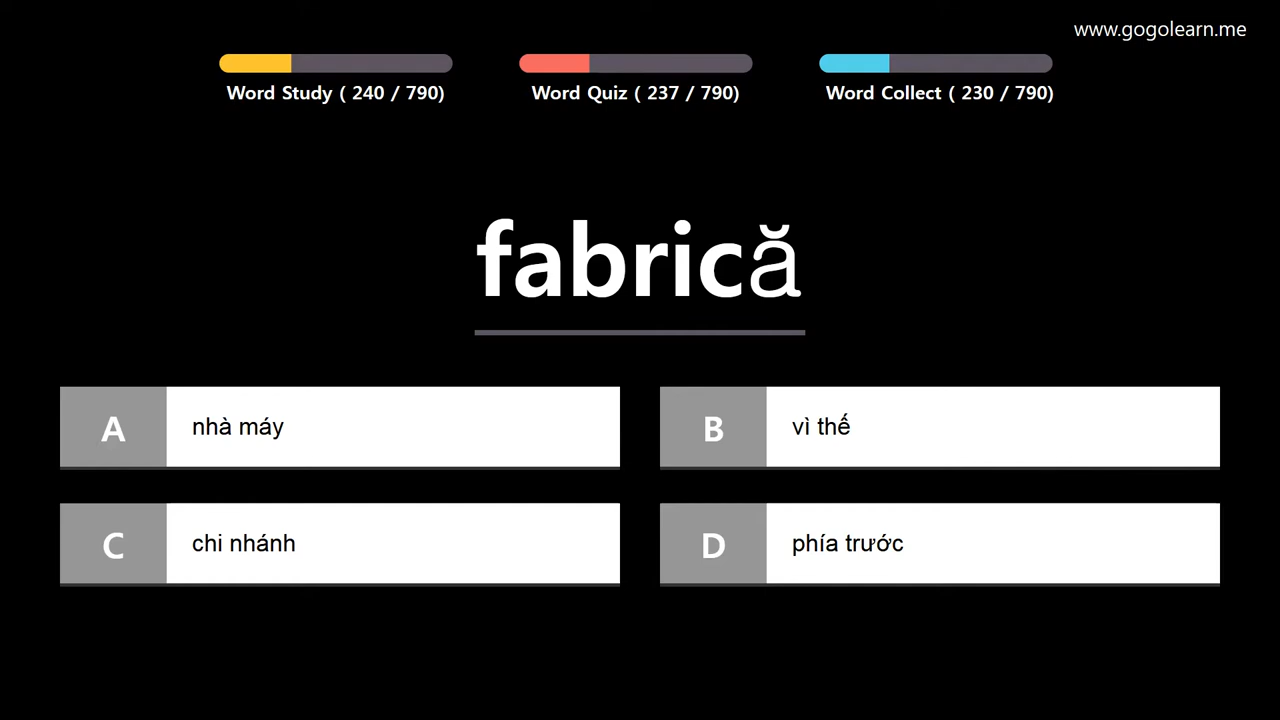 www.gogolearn.me
Word Study ( 240 / 790)
Word Quiz ( 237 / 790)
Word Collect ( 230 / 790)
fabrică
A nhà máy
B vì thế
C chi nhánh
D phía trước